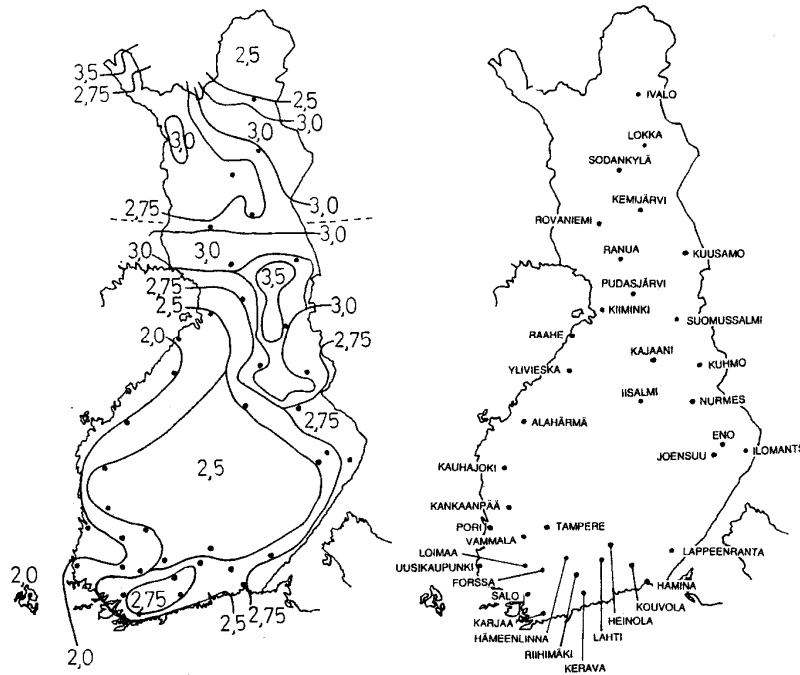 2,5
3,5
2,75
2,5
3,0
3,0
3,0
2,75
3,0
3,0
3,0
3,0
2,75
3,5
2,5
3,0
2,0
2,75
2,75
2,5
2,0
2,75
2,5
2,75
2,0
IVALO
LOKKA
SODANKYLÄ
KEMIJÄRVI
ROVANIEMI
RANUA
KUUSAMO
PUDASJÄRVI
KIIMINKI
SUOMUSSALMI
RAAHE
KAJAANI
YLIVIESKA
KUHMO
IISALMI
NURMES
ALAHÄRMÄ
ENO
JOENSUU
ILOMANTS
KAUHAJOKI
KANKAANPÄÄ
PORI
TAMPERE
VAMMALA
LOIMAA
LAPPEENRANTA
UUSIKAUPUNKI
FORSSA
HAMINA
SALO
KOUVOLA
KARJAA
HEINOLA
HÄMEENLINNA
LAHTI
RIIHIMÄKI
KERAVA